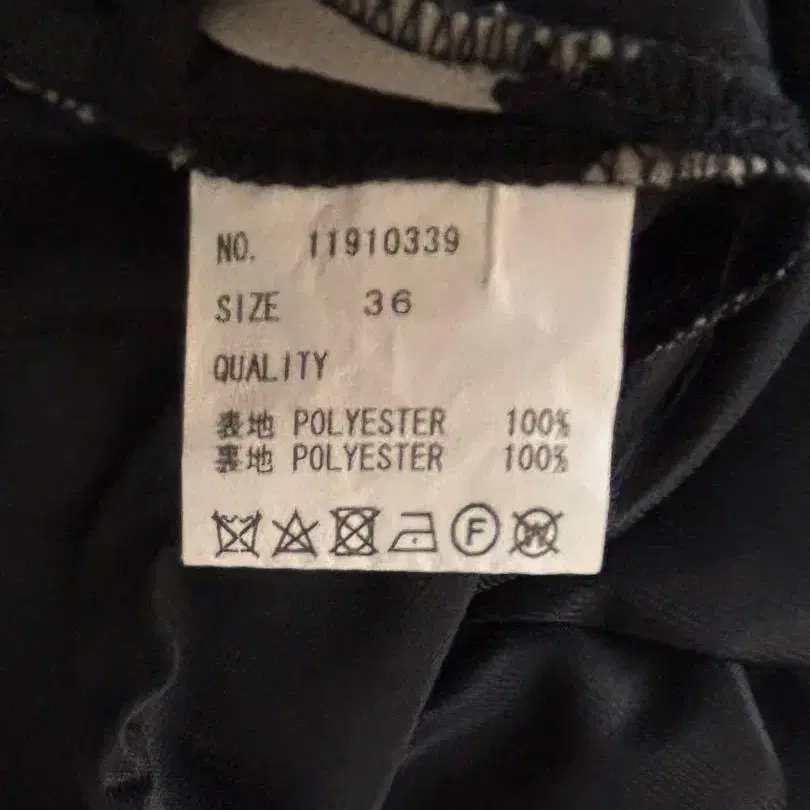 NO. 11910339
SIZE 36
QUALITY
表地 POLYESTER 100%
裏地 POLYESTER 100%
F W